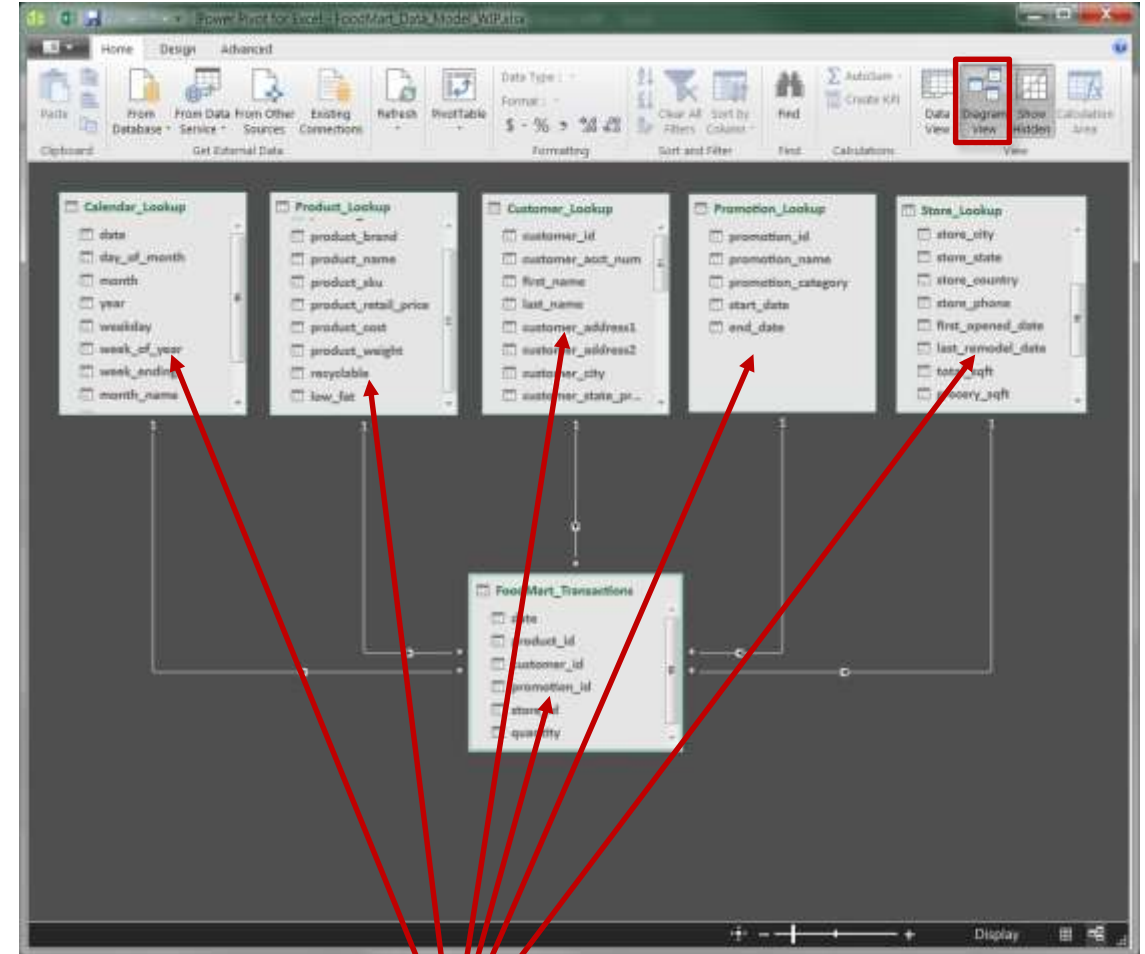 Power Pivot for Excel - FoodMart_Data_Model_WIP.xlsx
Home Design Advanced
Paste
From Database
From Data Service
From Other Sources
Existing Connections
Refresh
PivotTable
Data Type :
Format :
$ - % >
Clear All Filters
Sort by Column
Find
AutoSum
Create KPI
Data View
Diagram View
Show Hidden
Calculation Area
Clipboard
Get External Data
Formatting
Sort and Filter
Find
Calculations
View
Calendar_Lookup
date
day_of_month
month
year
weekday
week_of_year
week_ending
month_name
Product_Lookup
product_brand
product_name
product_sku
product_retail_price
product_cost
product_weight
recyclable
low_fat
Customer_Lookup
customer_id
customer_acct_num
first_name
last_name
customer_address1
customer_address2
customer_city
customer_state_pr...
Promotion_Lookup
promotion_id
promotion_name
promotion_category
start_date
end_date
Store_Lookup
store_city
store_state
store_country
store_phone
first_opened_date
last_remodel_date
total_sqft
grocery_sqft
1 1 1 1 1
*
* *
* *
FoodMart_Transactions
date
product_id
customer_id
promotion_id
store_id
quantity
- +
Display